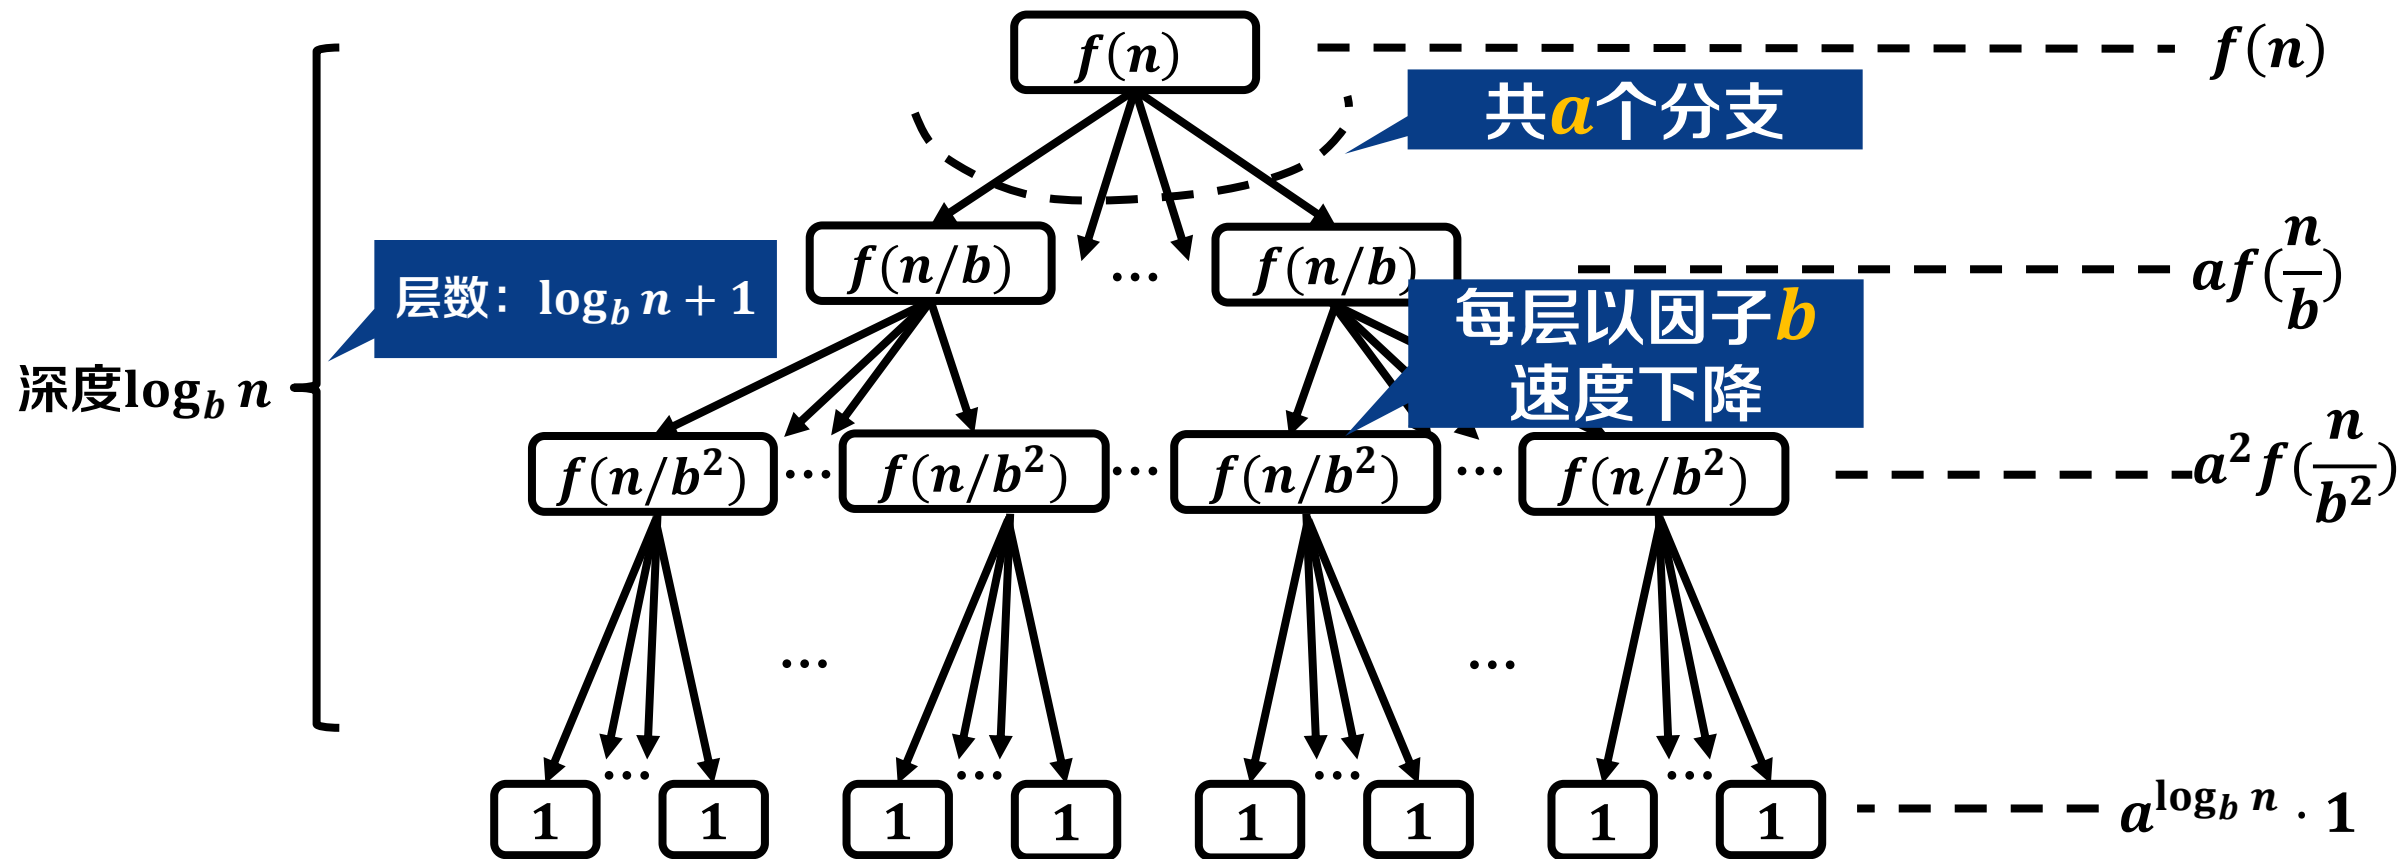 f(n)
f(n)
共a个分支
f(n/b) ⋯ f(n/b)
af(n/b)
层数：log_b n + 1
每层以因子b
速度下降
深度log_b n
f(n/b²) ⋯ f(n/b²) ⋯ f(n/b²) ⋯ f(n/b²)
a²f(n/b²)
⋯ ⋯
⋯ ⋯ ⋯ ⋯
1 1 1 1 1 1 1 1
a^{log_b n} · 1